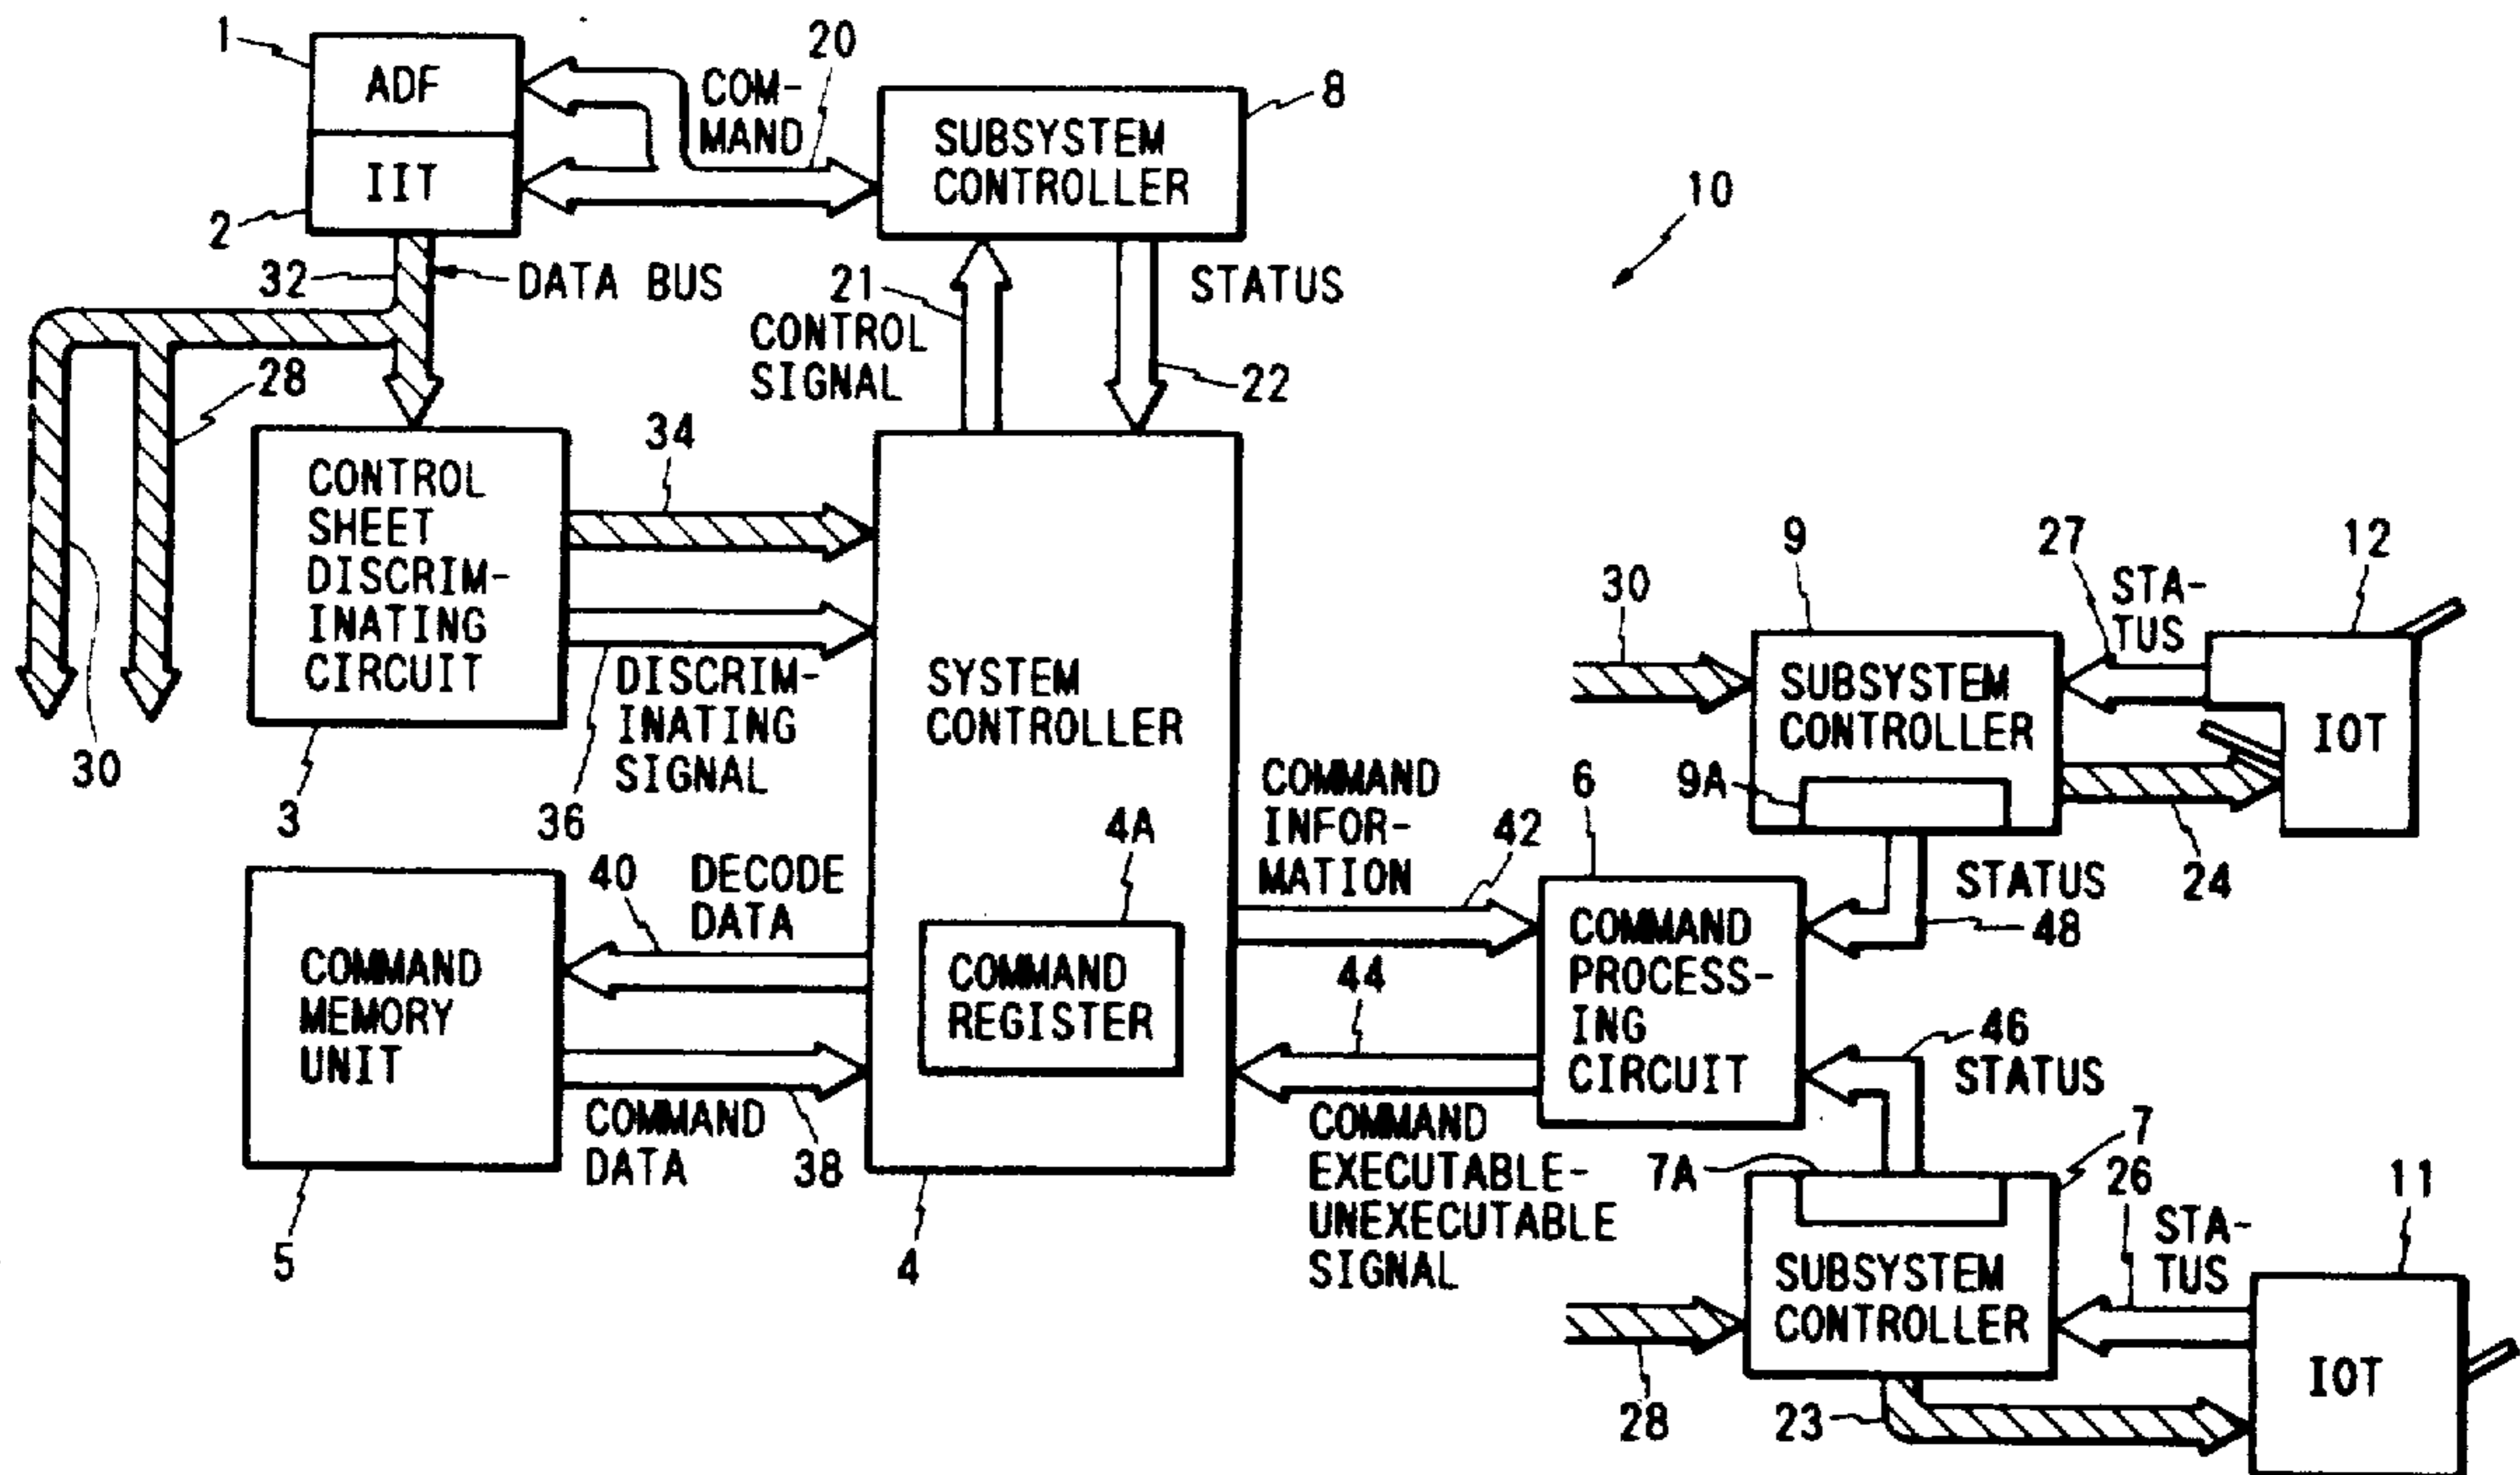 1
ADF
IIT
2
COM-
MAND
20
SUBSYSTEM
CONTROLLER
8
10
32
DATA BUS
21
CONTROL
SIGNAL
STATUS
22
28
30
CONTROL
SHEET
DISCRIM-
INATING
CIRCUIT
3
34
36
DISCRIM-
INATING
SIGNAL
SYSTEM
CONTROLLER
4A
COMMAND
REGISTER
4
COMMAND
MEMORY
UNIT
5
40
DECODE
DATA
COMMAND
DATA
38
COMMAND
INFOR-
MATION
42
44
COMMAND
EXECUTABLE-
UNEXECUTABLE
SIGNAL
6
COMMAND
PROCESS-
ING
CIRCUIT
30
9
SUBSYSTEM
CONTROLLER
9A
27
STA-
TUS
12
IOT
24
STATUS
48
46
STATUS
7
7A
SUBSYSTEM
CONTROLLER
26
STA-
TUS
11
IOT
28
23